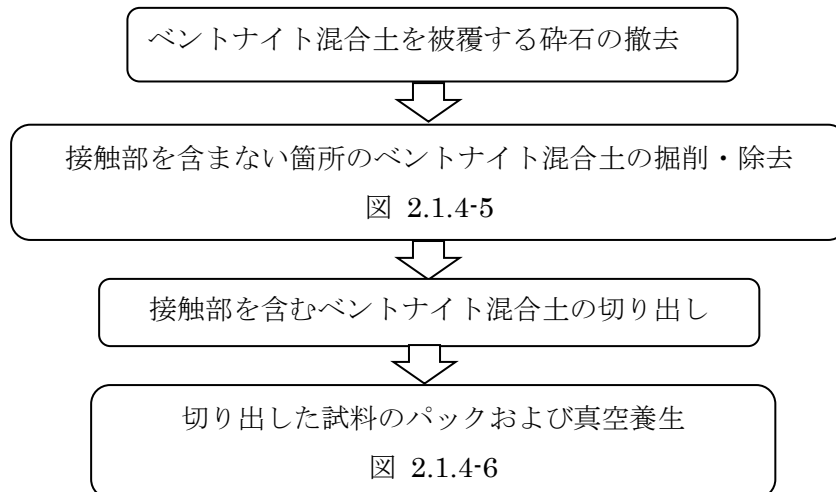 ベントナイト混合土を被覆する砕石の撤去
接触部を含まない箇所のベントナイト混合土の掘削・除去
図 2.1.4-5
接触部を含むベントナイト混合土の切り出し
切り出した試料のパックおよび真空養生
図 2.1.4-6